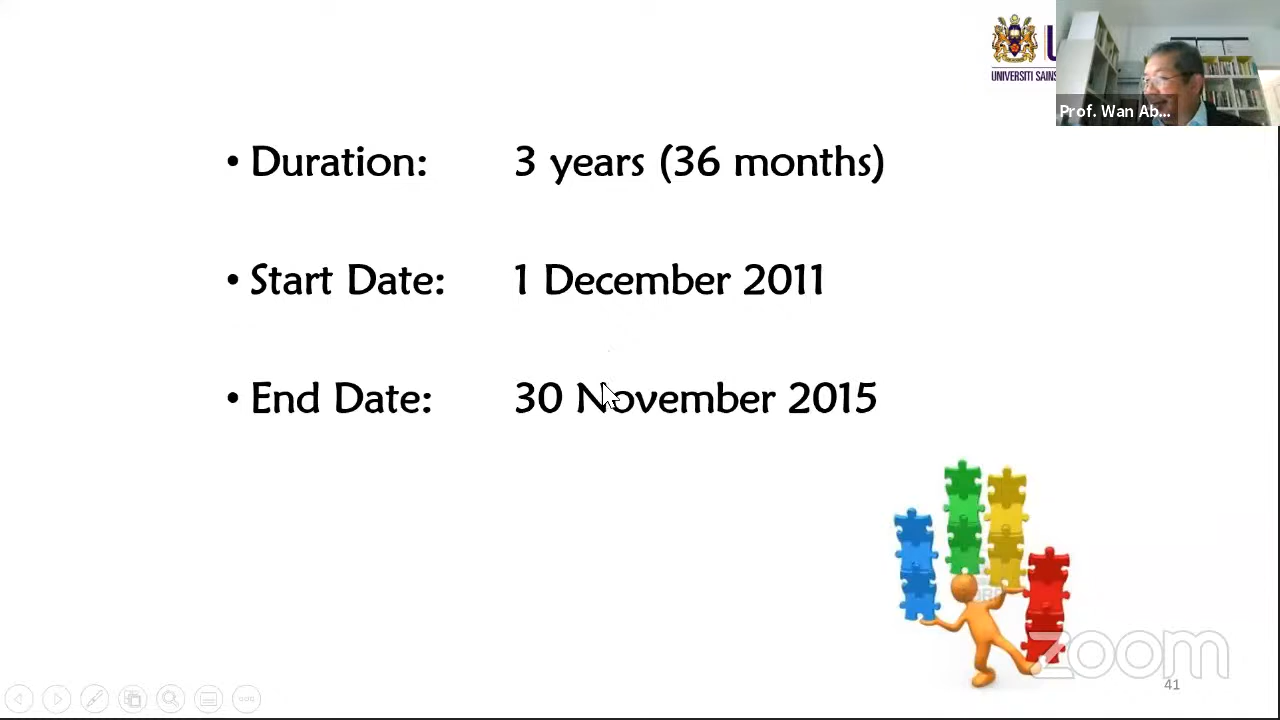 UNIVERSITI SAINS
Prof. Wan Ab...
• Duration: 3 years (36 months)
• Start Date: 1 December 2011
• End Date: 30 November 2015
zoom
41